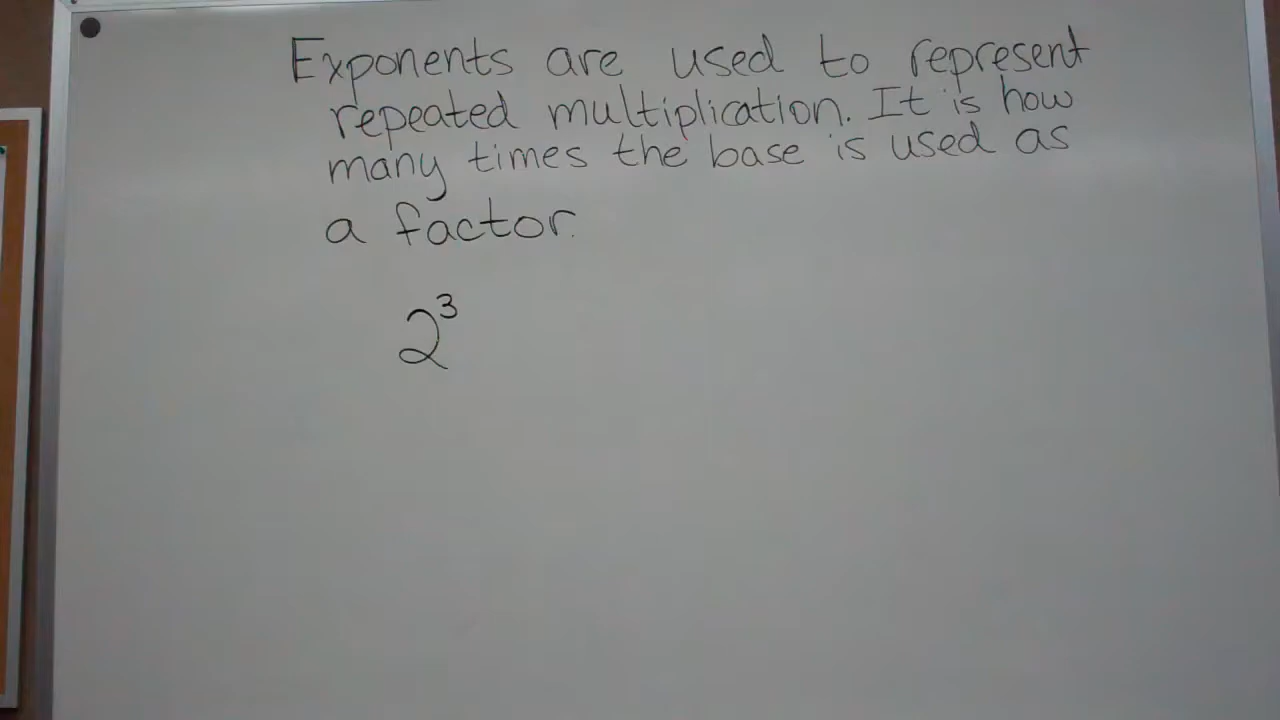 Exponents are used to represent
repeated multiplication. It is how
many times the base is used as
a factor.
2³